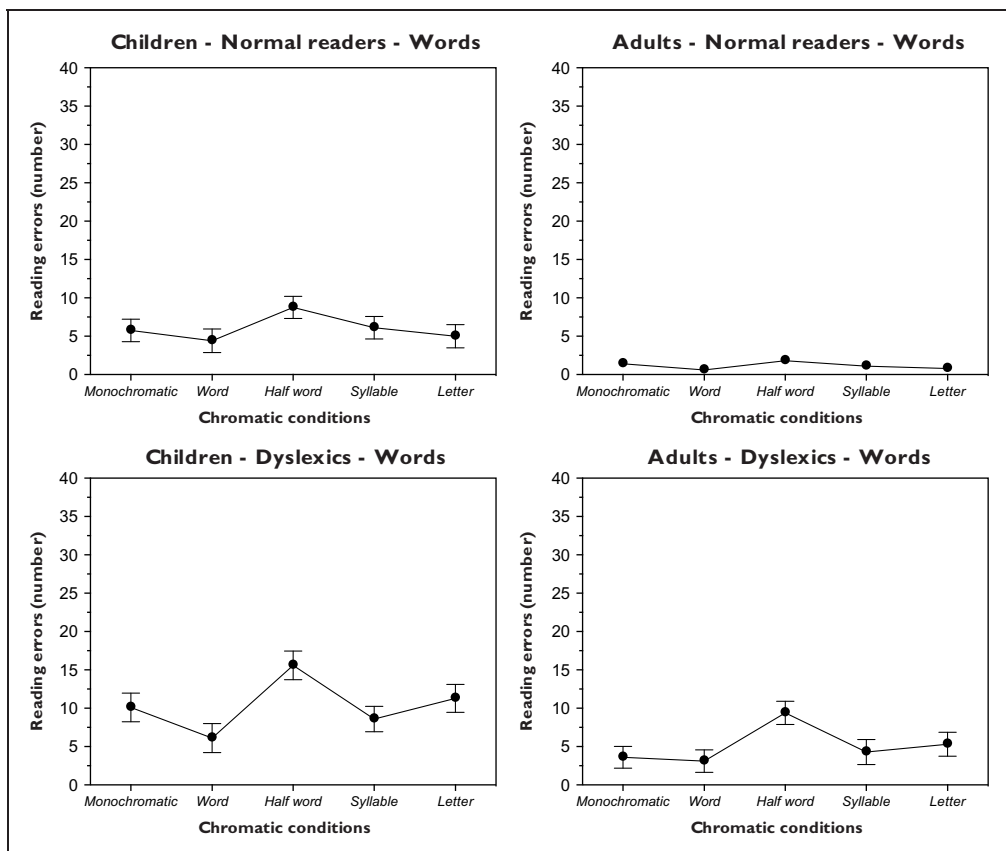 Children - Normal readers - Words
40
35
30
25
20
15
10
5
0
Reading errors (number)
Monochromatic Word Half word Syllable Letter
Chromatic conditions
Adults - Normal readers - Words
40
35
30
25
20
15
10
5
0
Reading errors (number)
Monochromatic Word Half word Syllable Letter
Chromatic conditions
Children - Dyslexics - Words
40
35
30
25
20
15
10
5
0
Reading errors (number)
Monochromatic Word Half word Syllable Letter
Chromatic conditions
Adults - Dyslexics - Words
40
35
30
25
20
15
10
5
0
Reading errors (number)
Monochromatic Word Half word Syllable Letter
Chromatic conditions